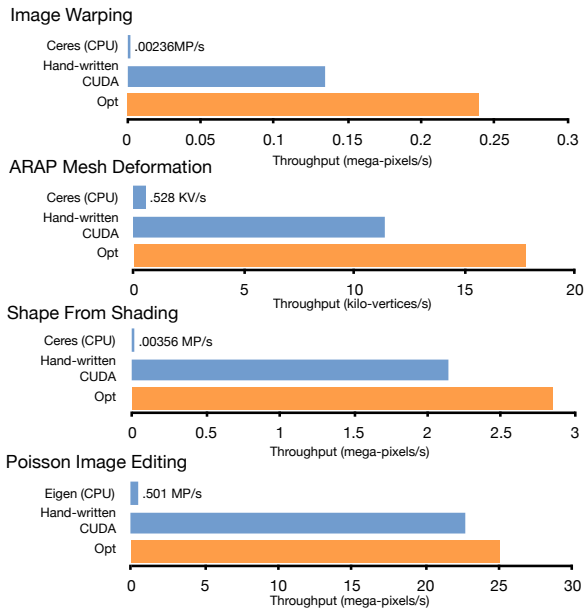 Image Warping
Ceres (CPU) .00236MP/s
Hand-written
CUDA
Opt
0 0.05 0.1 0.15 0.2 0.25 0.3
Throughput (mega-pixels/s)
ARAP Mesh Deformation
Ceres (CPU) .528 KV/s
Hand-written
CUDA
Opt
0 5 10 15 20
Throughput (kilo-vertices/s)
Shape From Shading
Ceres (CPU) .00356 MP/s
Hand-written
CUDA
Opt
0 0.5 1 1.5 2 2.5 3
Throughput (mega-pixels/s)
Poisson Image Editing
Eigen (CPU) .501 MP/s
Hand-written
CUDA
Opt
0 5 10 15 20 25 30
Throughput (mega-pixels/s)